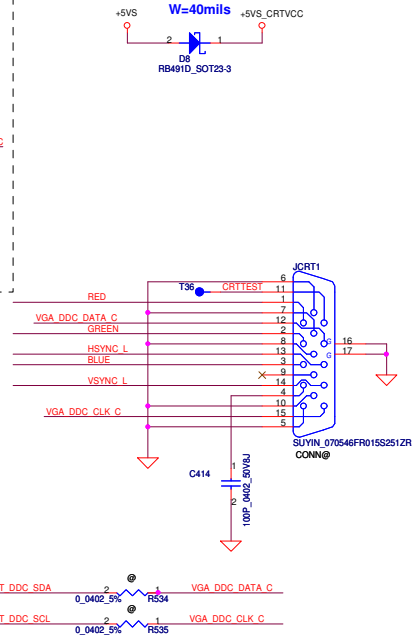 W=40mils
+5VS
+5VS_CRTVCC
2
1
D8
RB491D_SOT23-3
JCRT1
6
T36
CRTTEST
11
RED
1
7
VGA_DDC_DATA_C
12
GREEN
2
8
G
16
HSYNC_L
13
G
17
BLUE
3
9
VSYNC_L
14
4
10
VGA_DDC_CLK_C
15
5
SUYIN_070546FR015S251ZR
CONN@
C414
1
2
100P_0402_50V8J
@
T_DDC_SDA
2
1
VGA_DDC_DATA_C
0_0402_5%
R534
@
T_DDC_SCL
2
1
VGA_DDC_CLK_C
0_0402_5%
R535